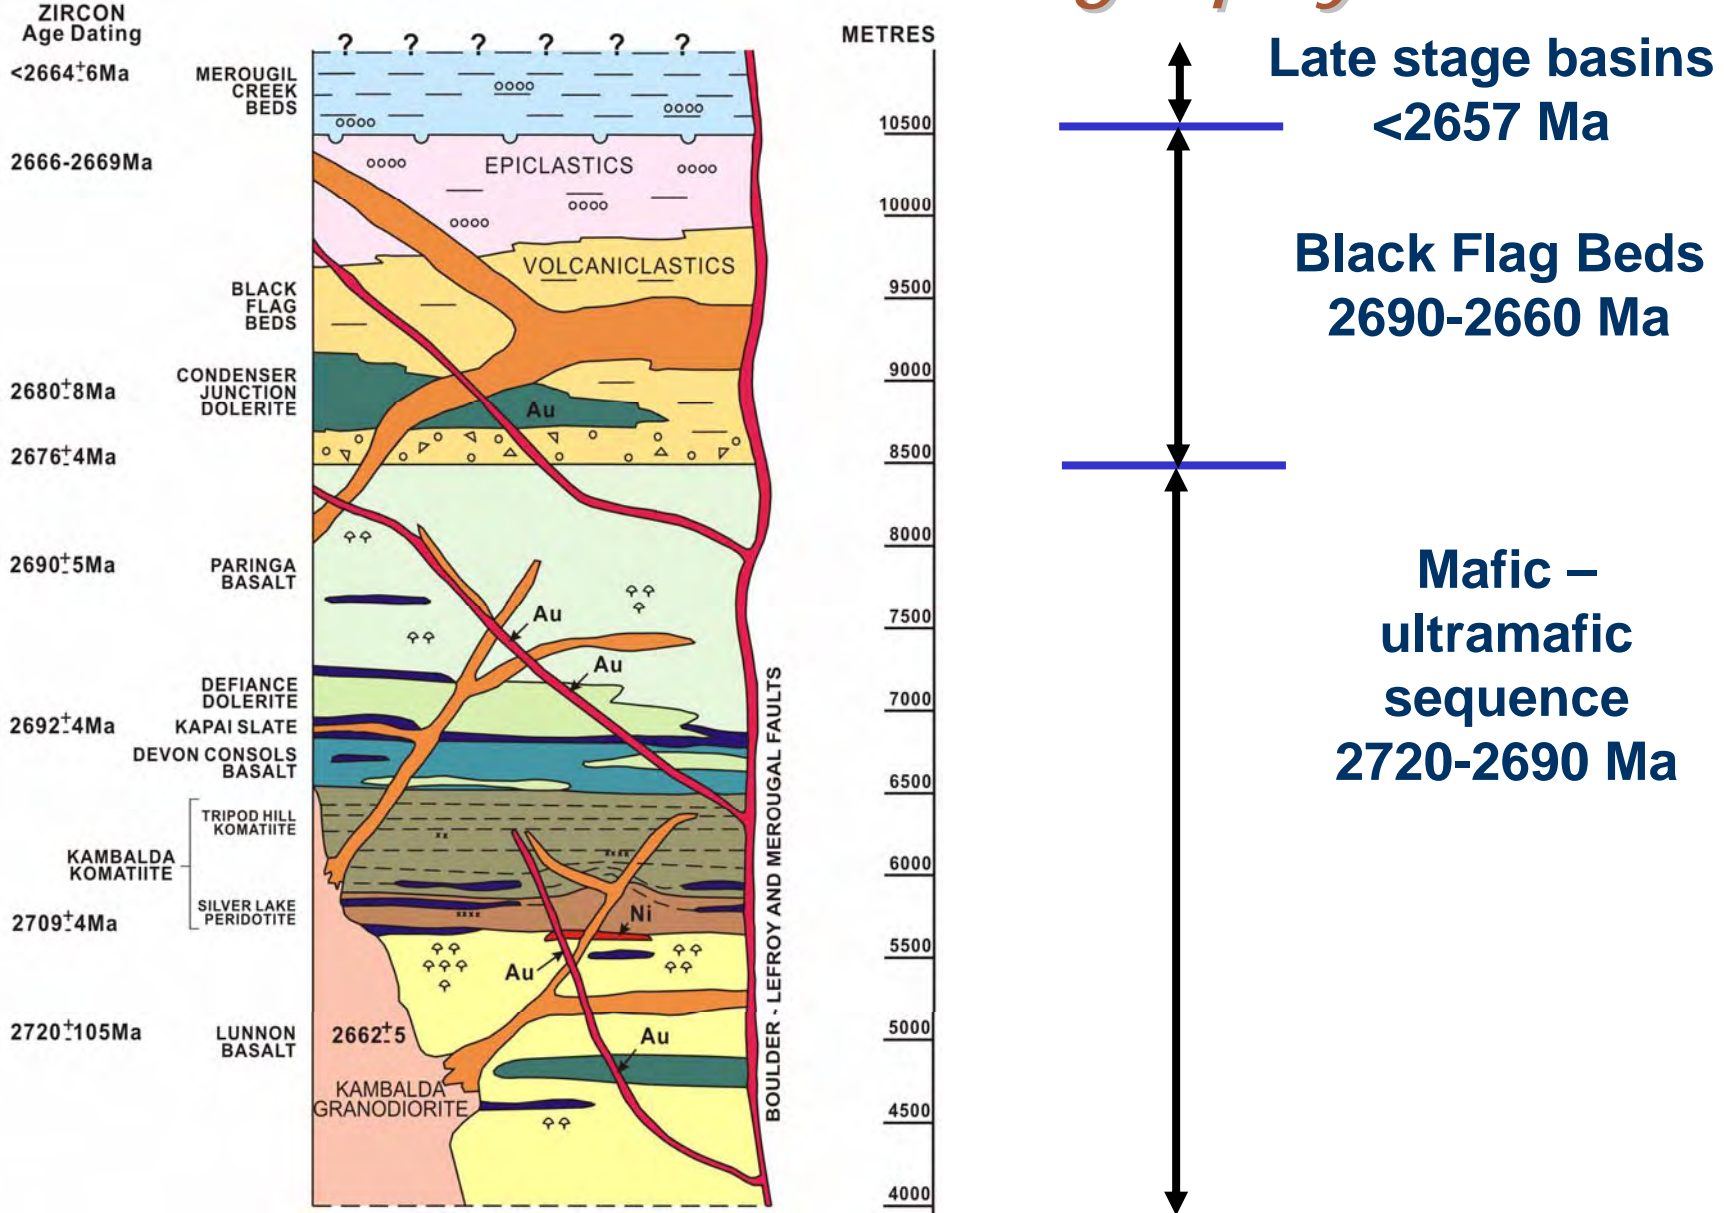 ZIRCON
Age Dating
<2664±6Ma
2666-2669Ma
2680±8Ma
2676±4Ma
2690±5Ma
2692±4Ma
2709±4Ma
2720±105Ma
MEROUGIL
CREEK
BEDS
BLACK
FLAG
BEDS
CONDENSER
JUNCTION
DOLERITE
PARINGA
BASALT
DEFIANCE
DOLERITE
KAPAI SLATE
DEVON CONSOLS
BASALT
TRIPOD HILL
KOMATIITE
KAMBALDA
KOMATIITE
SILVER LAKE
PERIDOTITE
LUNNON
BASALT
? ? ? ? ? ?
EPICLASTICS
VOLCANICLASTICS
Au
Au
Au
Ni
Au
Au
2662±5
KAMBALDA
GRANODIORITE
BOULDER - LEFROY AND MEROUGAL FAULTS
METRES
10500
10000
9500
9000
8500
8000
7500
7000
6500
6000
5500
5000
4500
4000
Late stage basins
<2657 Ma
Black Flag Beds
2690-2660 Ma
Mafic –
ultramafic
sequence
2720-2690 Ma